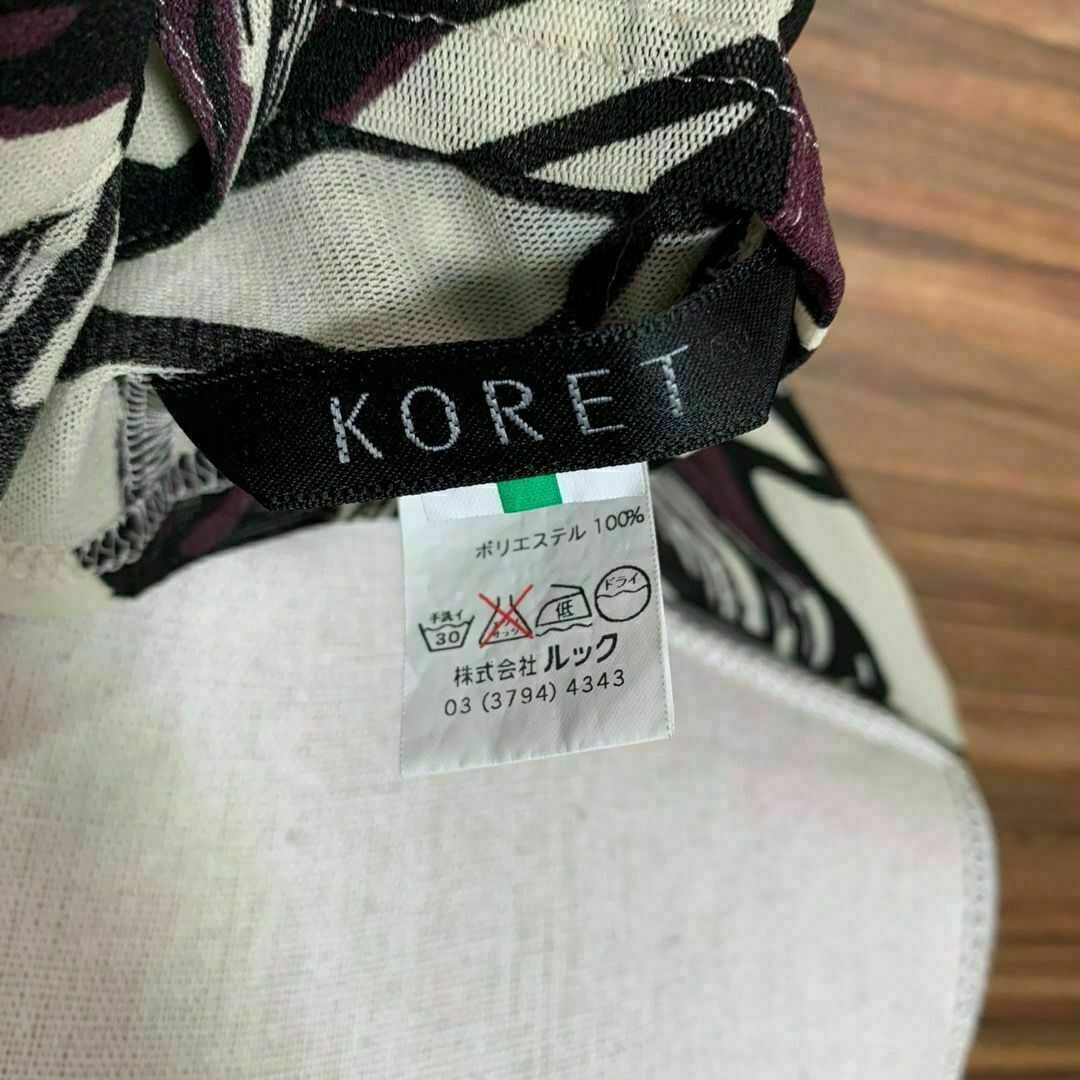 KORET
ポリエステル 100%
手洗イ 30 低 ドライ
株式会社 ルック
03 (3794) 4343